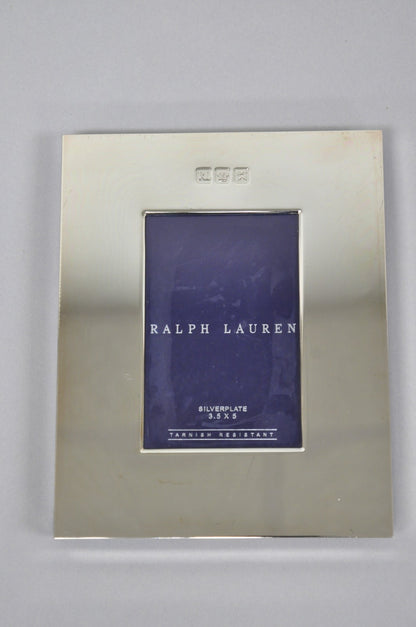 RALPH LAUREN
SILVERPLATE
3.5 X 5
TARNISH RESISTANT